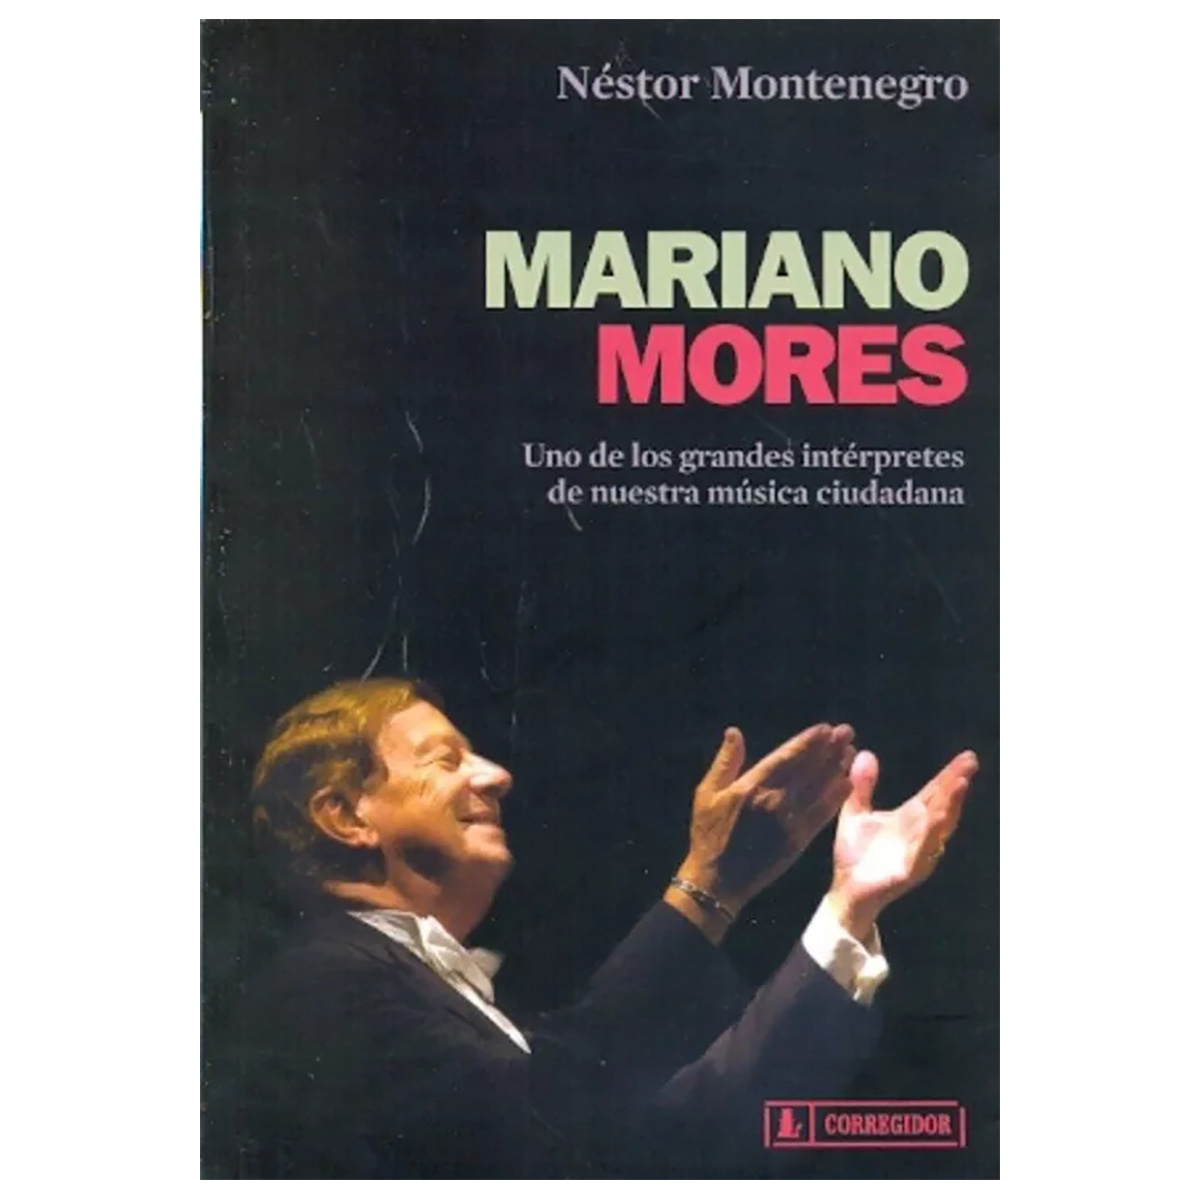 Néstor Montenegro
MARIANO
MORES
Uno de los grandes intérpretes
de nuestra música ciudadana
CORREGIDOR